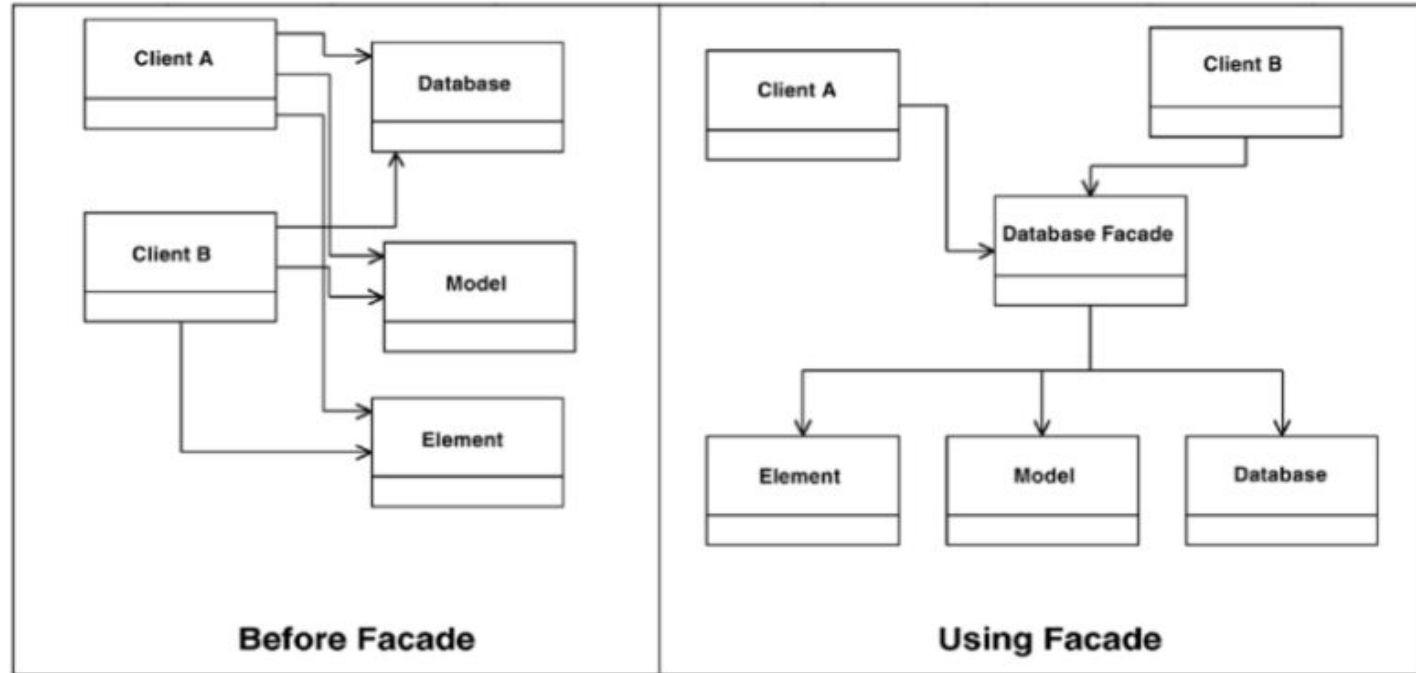 Client A
Database
Client B
Model
Element
Before Facade
Client A
Client B
Database Facade
Element
Model
Database
Using Facade